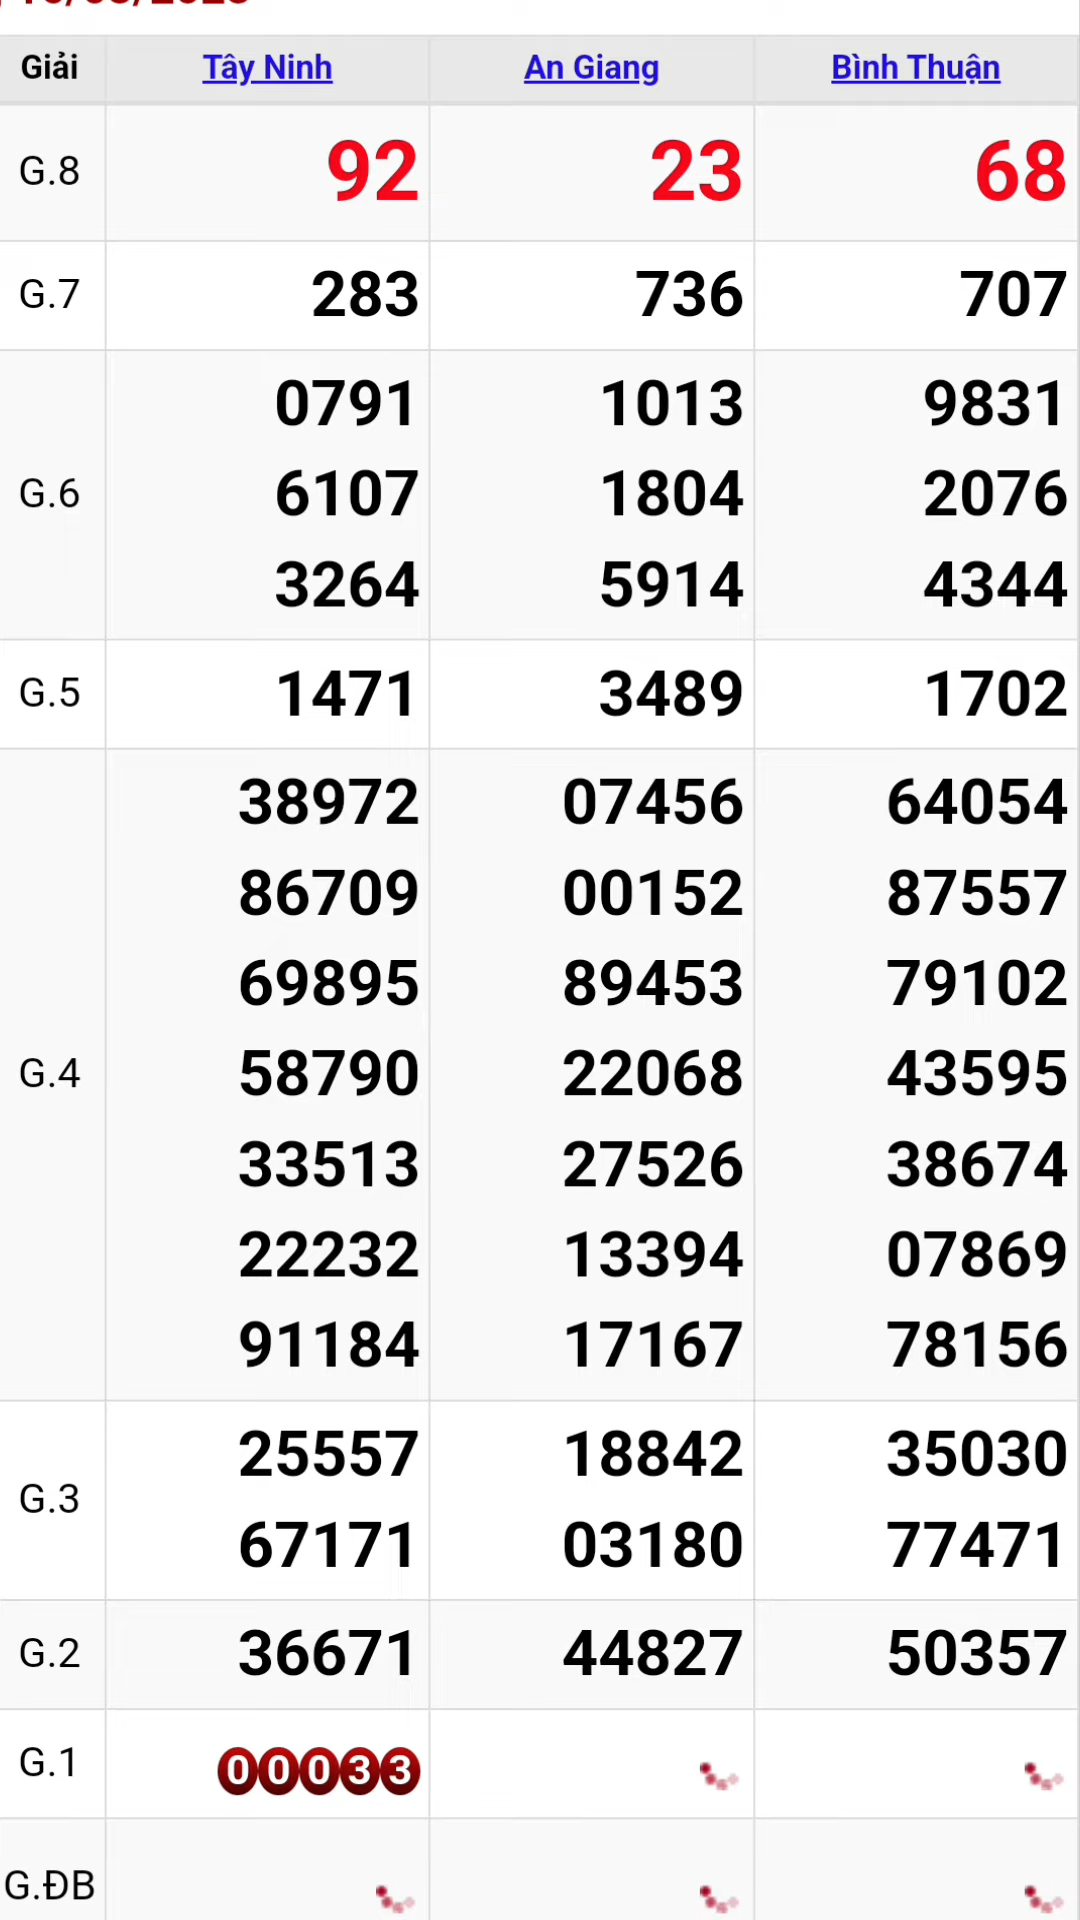 Giải Tây Ninh An Giang Bình Thuận
G.8 92 23 68
G.7 283 736 707
0791 1013 9831
G.6 6107 1804 2076
3264 5914 4344
G.5 1471 3489 1702
38972 07456 64054
86709 00152 87557
69895 89453 79102
G.4 58790 22068 43595
33513 27526 38674
22232 13394 07869
91184 17167 78156
25557 18842 35030
G.3
67171 03180 77471
G.2 36671 44827 50357
G.1 00033
G.ĐB